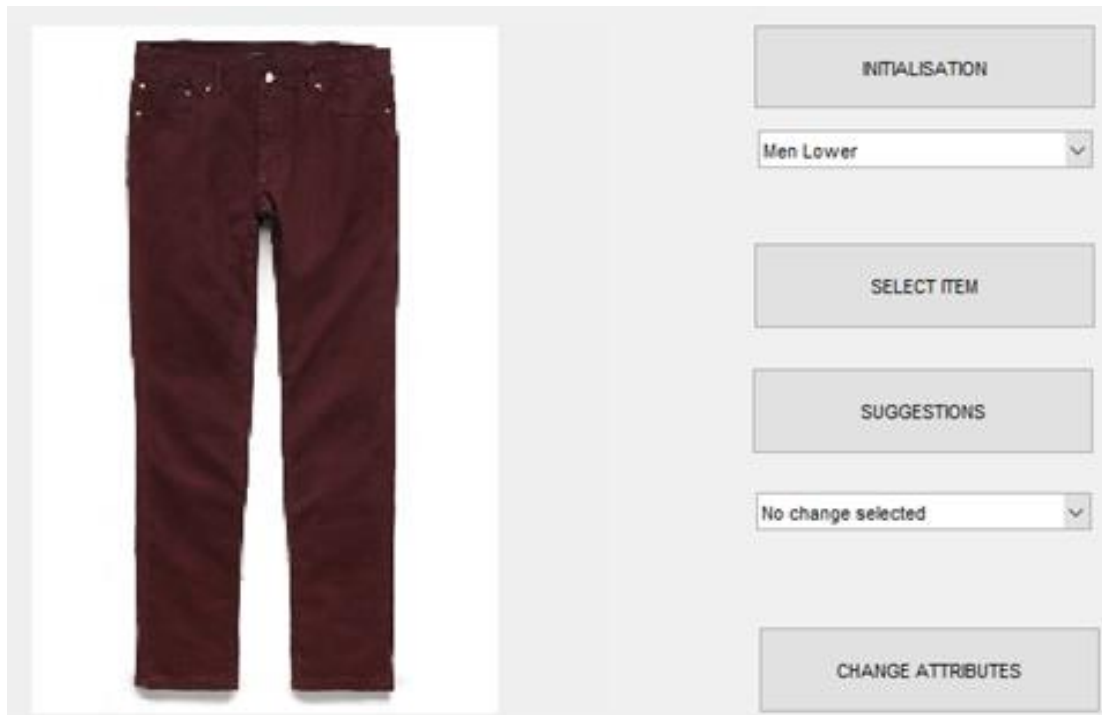 INITIALISATION
Men Lower
SELECT ITEM
SUGGESTIONS
No change selected
CHANGE ATTRIBUTES